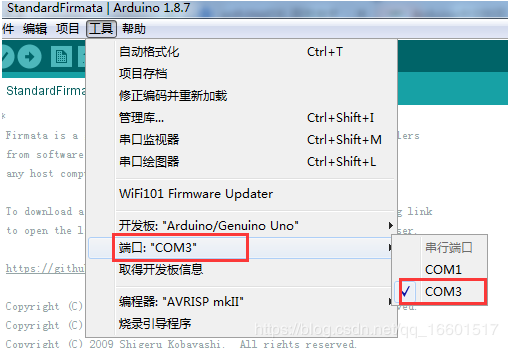 StandardFirmata | Arduino 1.8.7
件 编辑 项目 工具 帮助
自动格式化 Ctrl+T
项目存档
修正编码并重新加载
管理库... Ctrl+Shift+I
串口监视器 Ctrl+Shift+M
串口绘图器 Ctrl+Shift+L
WiFi101 Firmware Updater
开发板: "Arduino/Genuino Uno"
端口: "COM3"
取得开发板信息
编程器: "AVRISP mkII"
烧录引导程序
串行端口
COM1
COM3
StandardFirma
*
Firmata is a
from software
any host compu
To download a ng link
to open the l
https://githu
Copyright (C)
Copyright (C)
Copyright (C) 2009 Shigeru Kobayashi. All rights reserved.
https://blog.csdn.net/qq_16601517